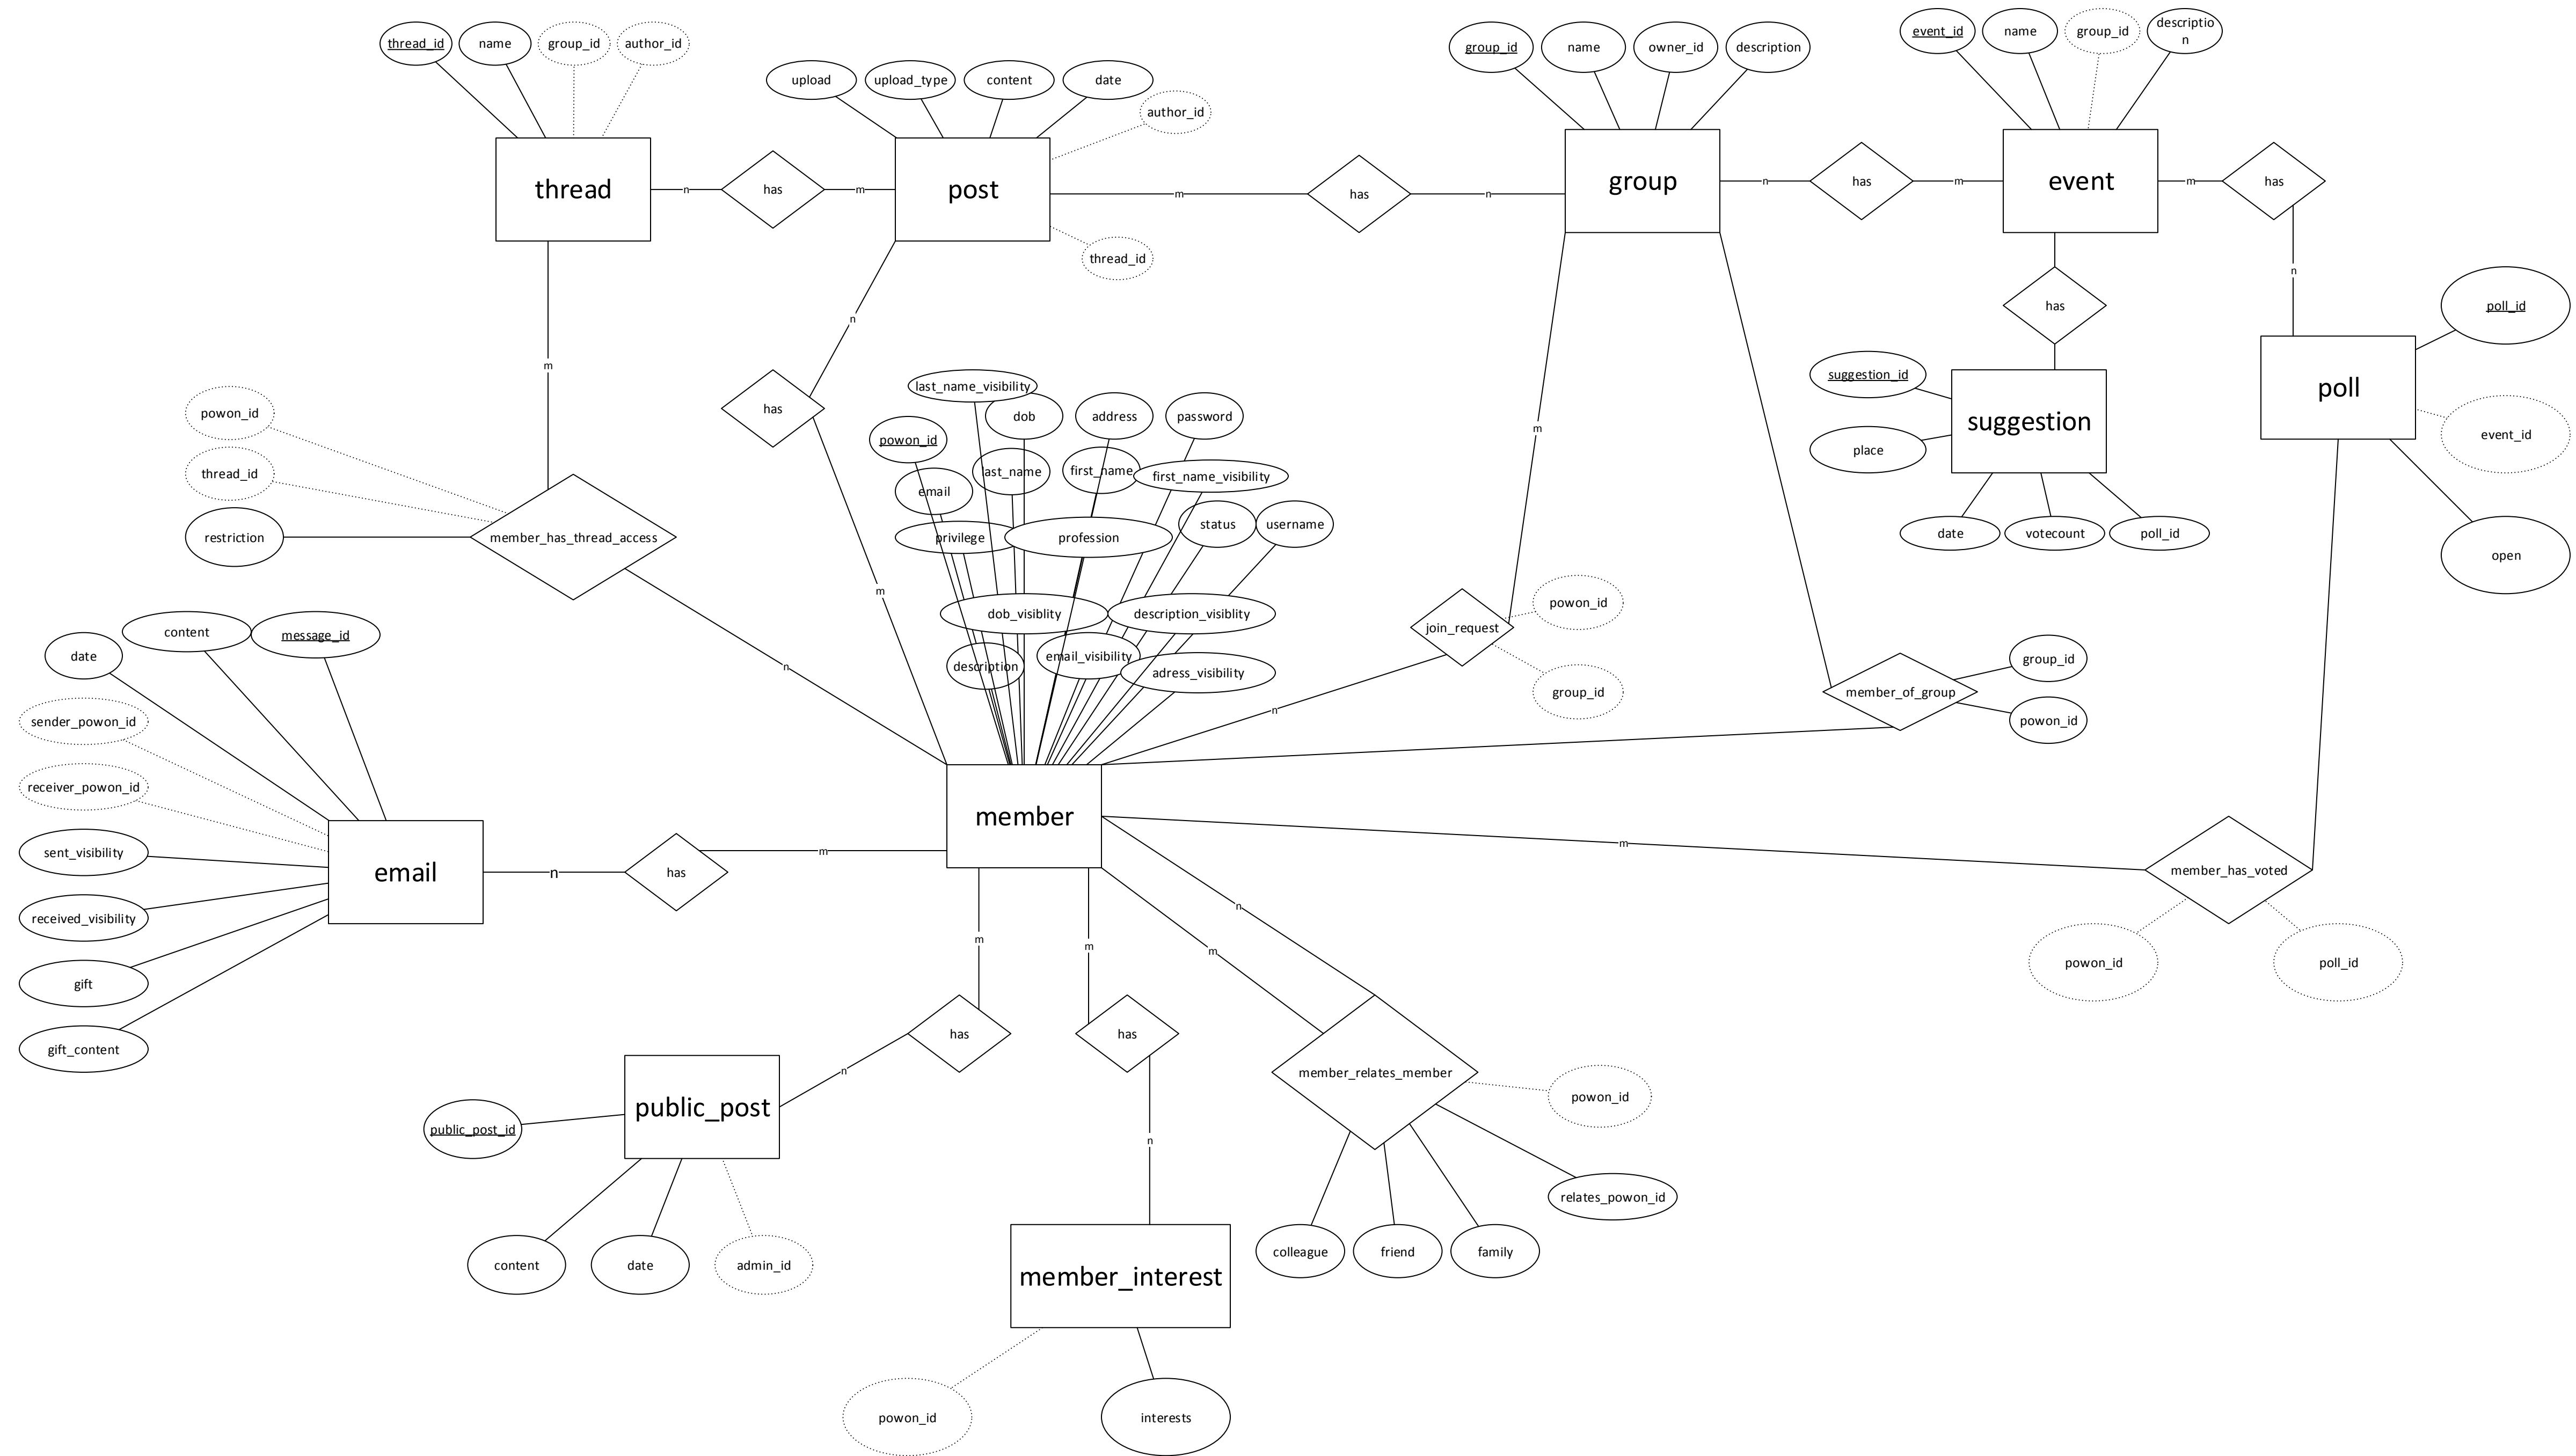 thread_id
name
group_id
author_id
upload
upload_type
content
date
author_id
group_id
name
owner_id
description
event_id
name
group_id
descriptio
n
thread
n
has
m
post
m
has
n
group
n
has
m
event
m
has
thread_id
n
m
n
has
poll_id
m
suggestion_id
suggestion
place
date
votecount
poll_id
poll
event_id
open
powon_id
thread_id
restriction
member_has_thread_access
has
last_name_visibility
dob
address
password
powon_id
last_name
first_name
first_name_visibility
email
status
username
privilege
profession
m
dob_visiblity
description_visiblity
description
email_visibility
adress_visibility
m
join_request
powon_id
group_id
n
n
member_of_group
group_id
powon_id
date
content
message_id
sender_powon_id
receiver_powon_id
sent_visibility
received_visibility
gift
gift_content
email
n
has
m
member
m
member_has_voted
powon_id
poll_id
n
m
m
m
has
has
n
n
public_post
public_post_id
content
date
admin_id
member_relates_member
powon_id
relates_powon_id
colleague
friend
family
member_interest
powon_id
interests